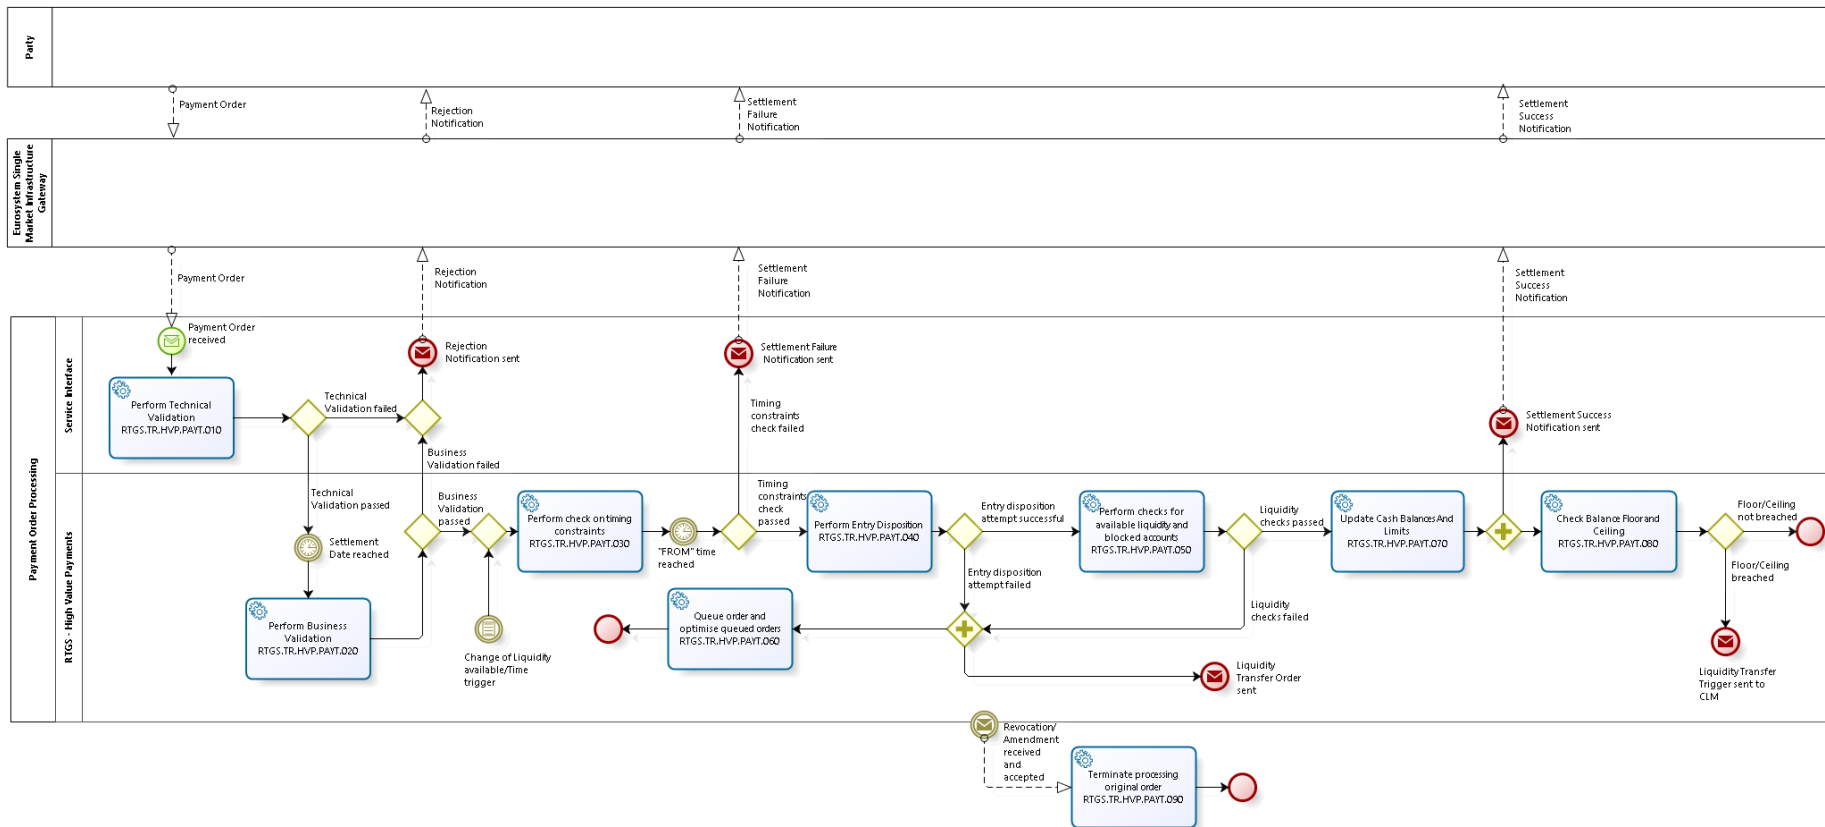 Party
Payment Order
Rejection
Notification
Settlement
Failure
Notification
Settlement
Success
Notification
Eurosystem Single
Market Infrastructure
Gateway
Payment Order
Rejection
Notification
Settlement
Failure
Notification
Settlement
Success
Notification
Payment Order Processing
Service Interface
Payment Order
received
Perform Technical
Validation
RTGS.TR.HVP.PAYT.010
Technical
Validation failed
Rejection
Notification sent
Business
Validation failed
Settlement Failure
Notification sent
Timing
constraints
check failed
Settlement Success
Notification sent
RTGS - High Value Payments
Technical
Validation passed
Settlement
Date reached
Perform Business
Validation
RTGS.TR.HVP.PAYT.020
Business
Validation
passed
Change of Liquidity
available/Time
trigger
Perform check on timing
constraints
RTGS.TR.HVP.PAYT.030
"FROM" time
reached
Timing
constraints
check
passed
Perform Entry Disposition
RTGS.TR.HVP.PAYT.040
Entry disposition
attempt successful
Entry disposition
attempt failed
Perform checks for
available liquidity and
blocked accounts
RTGS.TR.HVP.PAYT.050
Liquidity
checks passed
Liquidity
checks failed
Queue order and
optimise queued orders
RTGS.TR.HVP.PAYT.060
Liquidity
Transfer Order
sent
Update Cash Balances And
Limits
RTGS.TR.HVP.PAYT.070
Check Balance Floor and
Ceiling
RTGS.TR.HVP.PAYT.080
Floor/Ceiling
not breached
Floor/Ceiling
breached
Liquidity Transfer
Trigger sent to
CLM
Revocation/
Amendment
received
and
accepted
Terminate processing
original order
RTGS.TR.HVP.PAYT.090